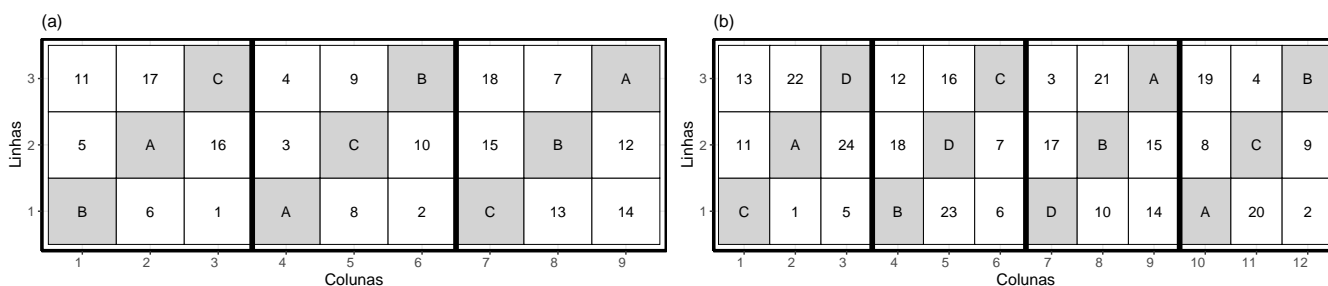 (a)
3 11 17 C 4 9 B 18 7 A
2 5 A 16 3 C 10 15 B 12
1 B 6 1 A 8 2 C 13 14
1 2 3 4 5 6 7 8 9
Linhas
Colunas
(b)
3 13 22 D 12 16 C 3 21 A 19 4 B
2 11 A 24 18 D 7 17 B 15 8 C 9
1 C 1 5 B 23 6 D 10 14 A 20 2
1 2 3 4 5 6 7 8 9 10 11 12
Linhas
Colunas